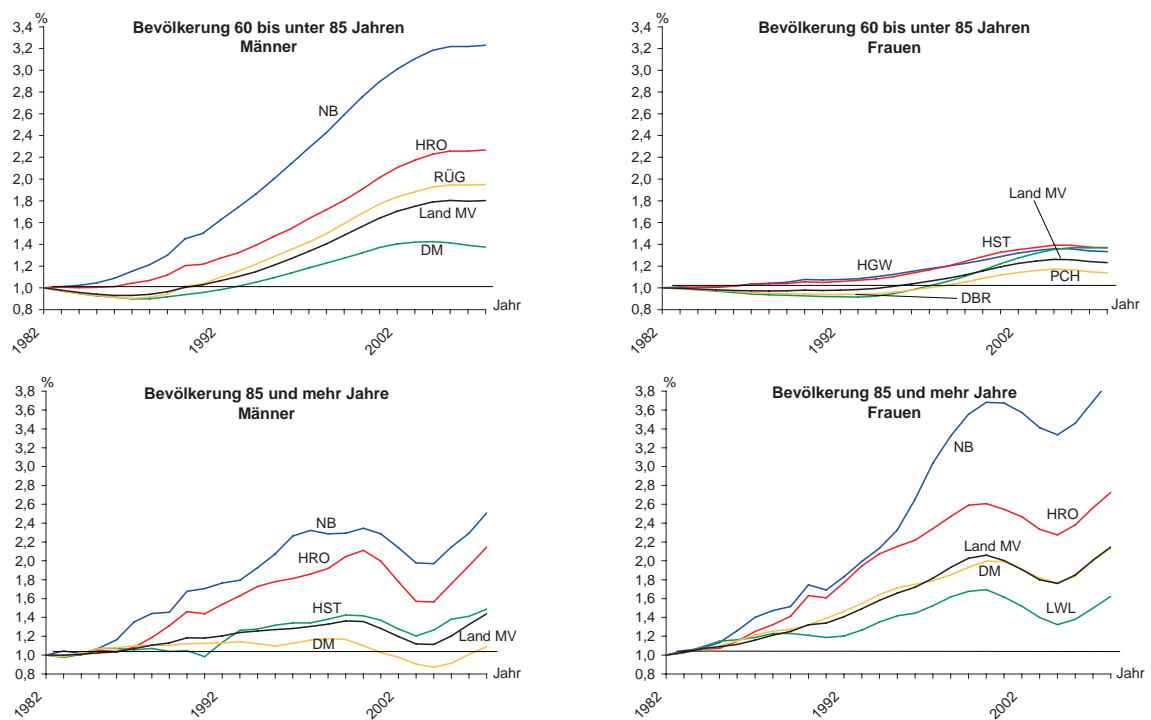 %
Bevölkerung 60 bis unter 85 Jahren
Männer
3,4
3,2
3,0
2,8
2,6
2,4
2,2
2,0
1,8
1,6
1,4
1,2
1,0
0,8
NB
HRO
RÜG
Land MV
DM
Jahr
1982
1992
2002
%
Bevölkerung 60 bis unter 85 Jahren
Frauen
3,4
3,2
3,0
2,8
2,6
2,4
2,2
2,0
1,8
1,6
1,4
1,2
1,0
0,8
Land MV
HST
HGW
PCH
DBR
Jahr
1982
1992
2002
%
Bevölkerung 85 und mehr Jahre
Männer
3,8
3,6
3,4
3,2
3,0
2,8
2,6
2,4
2,2
2,0
1,8
1,6
1,4
1,2
1,0
0,8
NB
HRO
HST
DM
Land MV
Jahr
1982
1992
2002
%
Bevölkerung 85 und mehr Jahre
Frauen
3,8
3,6
3,4
3,2
3,0
2,8
2,6
2,4
2,2
2,0
1,8
1,6
1,4
1,2
1,0
0,8
NB
HRO
Land MV
DM
LWL
Jahr
1982
1992
2002